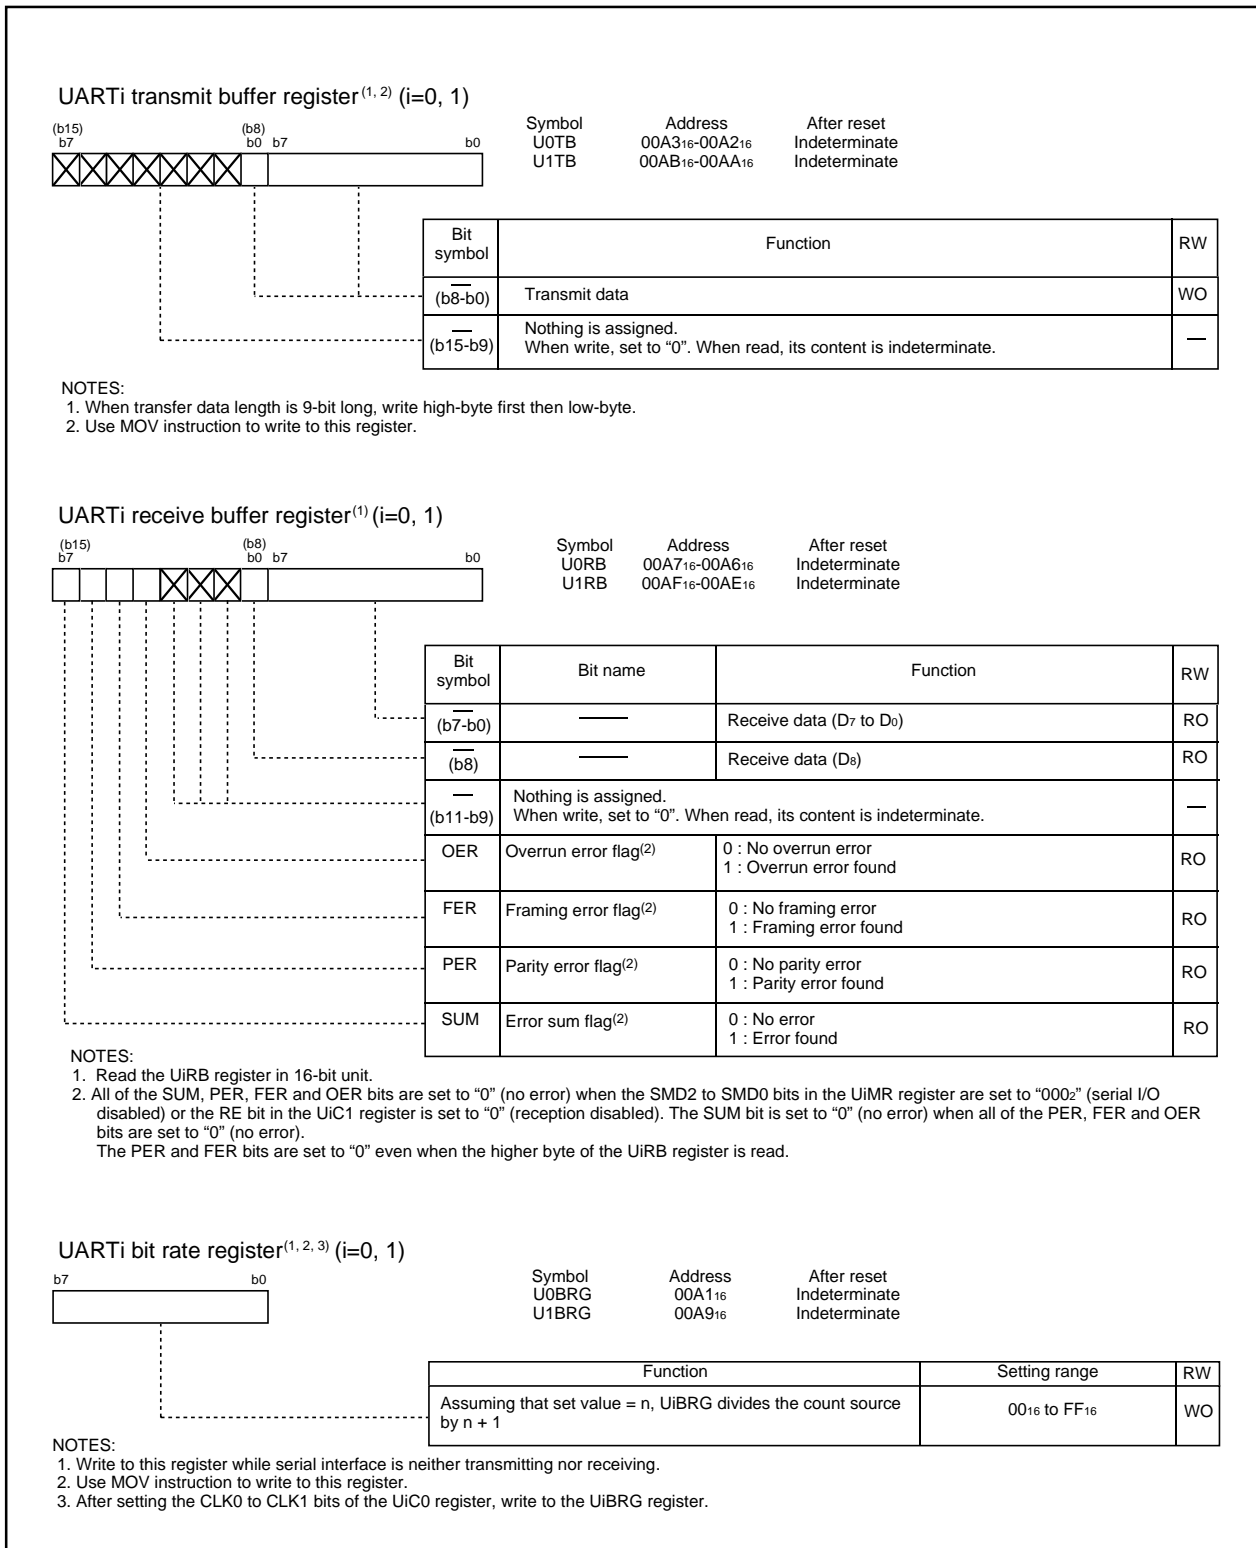 UARTi transmit buffer register(1, 2) (i=0, 1)
(b15) (b8)
b7 b0 b7 b0
Symbol Address After reset
U0TB 00A316-00A216 Indeterminate
U1TB 00AB16-00AA16 Indeterminate
Bit symbol Function RW
— (b8-b0) Transmit data WO
— (b15-b9) Nothing is assigned.
When write, set to “0”. When read, its content is indeterminate. —
NOTES:
1. When transfer data length is 9-bit long, write high-byte first then low-byte.
2. Use MOV instruction to write to this register.
UARTi receive buffer register(1) (i=0, 1)
(b15) (b8)
b7 b0 b7 b0
Symbol Address After reset
U0RB 00A716-00A616 Indeterminate
U1RB 00AF16-00AE16 Indeterminate
Bit symbol Bit name Function RW
— (b7-b0) — Receive data (D7 to D0) RO
— (b8) — Receive data (D8) RO
— (b11-b9) Nothing is assigned.
When write, set to “0”. When read, its content is indeterminate. —
OER Overrun error flag(2) 0 : No overrun error
1 : Overrun error found RO
FER Framing error flag(2) 0 : No framing error
1 : Framing error found RO
PER Parity error flag(2) 0 : No parity error
1 : Parity error found RO
SUM Error sum flag(2) 0 : No error
1 : Error found RO
NOTES:
1. Read the UiRB register in 16-bit unit.
2. All of the SUM, PER, FER and OER bits are set to “0” (no error) when the SMD2 to SMD0 bits in the UiMR register are set to “0002” (serial I/O
disabled) or the RE bit in the UiC1 register is set to “0” (reception disabled). The SUM bit is set to “0” (no error) when all of the PER, FER and OER
bits are set to “0” (no error).
The PER and FER bits are set to “0” even when the higher byte of the UiRB register is read.
UARTi bit rate register(1, 2, 3) (i=0, 1)
b7 b0
Symbol Address After reset
U0BRG 00A116 Indeterminate
U1BRG 00A916 Indeterminate
Function Setting range RW
Assuming that set value = n, UiBRG divides the count source
by n + 1 0016 to FF16 WO
NOTES:
1. Write to this register while serial interface is neither transmitting nor receiving.
2. Use MOV instruction to write to this register.
3. After setting the CLK0 to CLK1 bits of the UiC0 register, write to the UiBRG register.